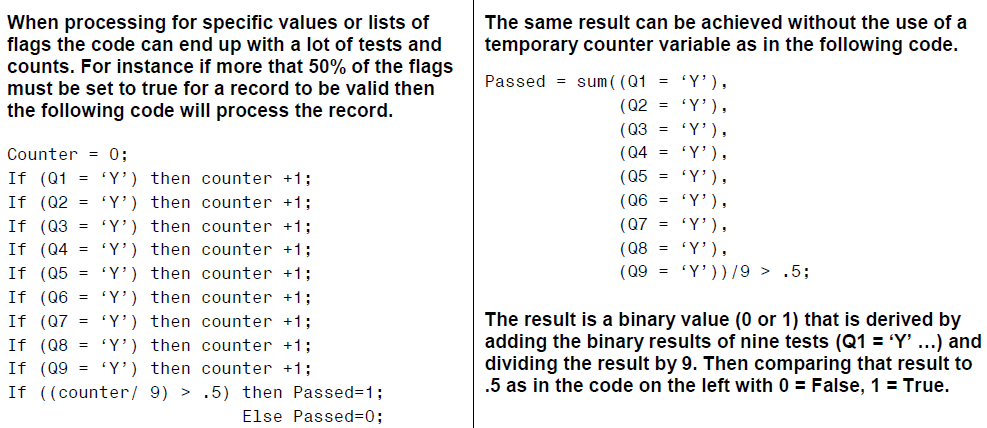 When processing for specific values or lists of
flags the code can end up with a lot of tests and
counts. For instance if more that 50% of the flags
must be set to true for a record to be valid then
the following code will process the record.
Counter = 0;
If (Q1 = ‘Y’) then counter +1;
If (Q2 = ‘Y’) then counter +1;
If (Q3 = ‘Y’) then counter +1;
If (Q4 = ‘Y’) then counter +1;
If (Q5 = ‘Y’) then counter +1;
If (Q6 = ‘Y’) then counter +1;
If (Q7 = ‘Y’) then counter +1;
If (Q8 = ‘Y’) then counter +1;
If (Q9 = ‘Y’) then counter +1;
If ((counter/ 9) > .5) then Passed=1;
Else Passed=0;
The same result can be achieved without the use of a
temporary counter variable as in the following code.
Passed = sum((Q1 = ‘Y’),
(Q2 = ‘Y’),
(Q3 = ‘Y’),
(Q4 = ‘Y’),
(Q5 = ‘Y’),
(Q6 = ‘Y’),
(Q7 = ‘Y’),
(Q8 = ‘Y’),
(Q9 = ‘Y’))/9 > .5;
The result is a binary value (0 or 1) that is derived by
adding the binary results of nine tests (Q1 = ‘Y’ ...) and
dividing the result by 9. Then comparing that result to
.5 as in the code on the left with 0 = False, 1 = True.